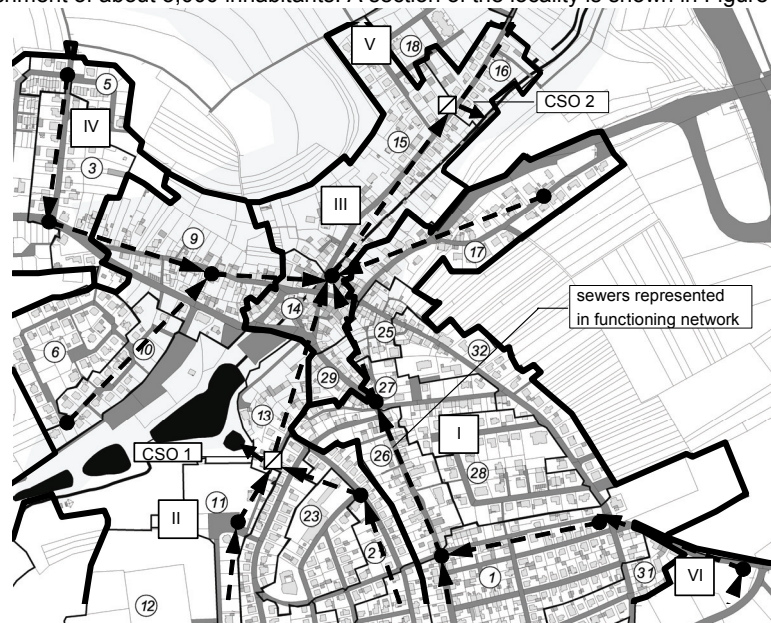 nment of about 5,000 inhabitants. A section of the locality is shown in Figure
V
18
5
16
CSO 2
IV
3
15
III
9
17
sewers represented
in functioning network
14
25
6
10
32
29
27
13
I
CSO 1
26
28
II
11
23
2
1
31
VI
12